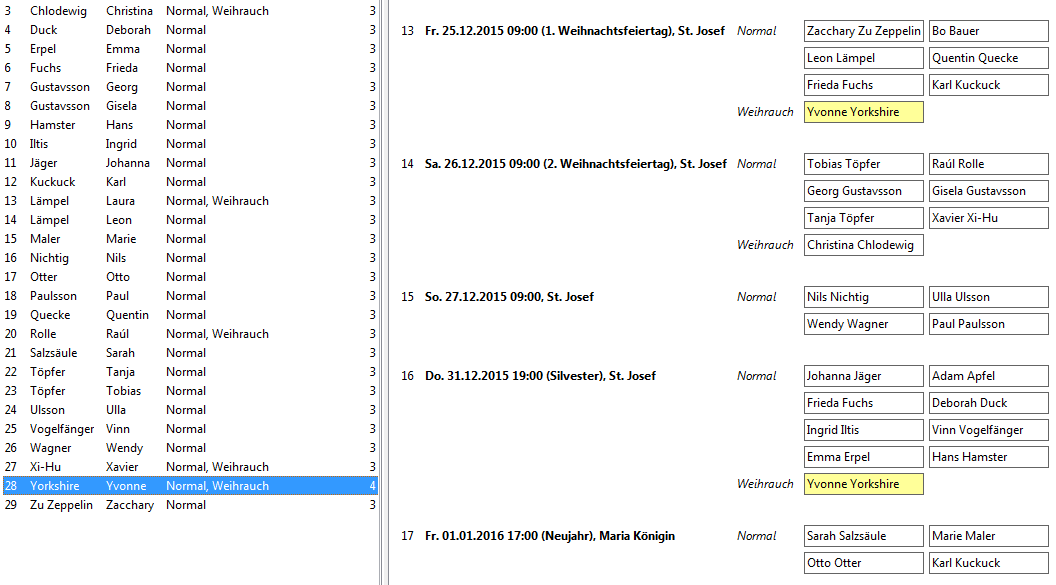 3 Chlodewig Christina Normal, Weihrauch 3
4 Duck Deborah Normal 3
5 Erpel Emma Normal 3
6 Fuchs Frieda Normal 3
7 Gustavsson Georg Normal 3
8 Gustavsson Gisela Normal 3
9 Hamster Hans Normal 3
10 Iltis Ingrid Normal 3
11 Jäger Johanna Normal 3
12 Kuckuck Karl Normal 3
13 Lämpel Laura Normal, Weihrauch 3
14 Lämpel Leon Normal 3
15 Maler Marie Normal 3
16 Nichtig Nils Normal 3
17 Otter Otto Normal 3
18 Paulsson Paul Normal 3
19 Quecke Quentin Normal 3
20 Rolle Raúl Normal, Weihrauch 3
21 Salzsäule Sarah Normal 3
22 Töpfer Tanja Normal 3
23 Töpfer Tobias Normal 3
24 Ulsson Ulla Normal 3
25 Vogelfänger Vinn Normal 3
26 Wagner Wendy Normal 3
27 Xi-Hu Xavier Normal, Weihrauch 3
28 Yorkshire Yvonne Normal, Weihrauch 4
29 Zu Zeppelin Zacchary Normal 3
13 Fr. 25.12.2015 09:00 (1. Weihnachtsfeiertag), St. Josef Normal Zacchary Zu Zeppelin Bo Bauer
Leon Lämpel Quentin Quecke
Frieda Fuchs Karl Kuckuck
Weihrauch Yvonne Yorkshire
14 Sa. 26.12.2015 09:00 (2. Weihnachtsfeiertag), St. Josef Normal Tobias Töpfer Raúl Rolle
Georg Gustavsson Gisela Gustavsson
Tanja Töpfer Xavier Xi-Hu
Weihrauch Christina Chlodewig
15 So. 27.12.2015 09:00, St. Josef Normal Nils Nichtig Ulla Ulsson
Wendy Wagner Paul Paulsson
16 Do. 31.12.2015 19:00 (Silvester), St. Josef Normal Johanna Jäger Adam Apfel
Frieda Fuchs Deborah Duck
Ingrid Iltis Vinn Vogelfänger
Emma Erpel Hans Hamster
Weihrauch Yvonne Yorkshire
17 Fr. 01.01.2016 17:00 (Neujahr), Maria Königin Normal Sarah Salzsäule Marie Maler
Otto Otter Karl Kuckuck